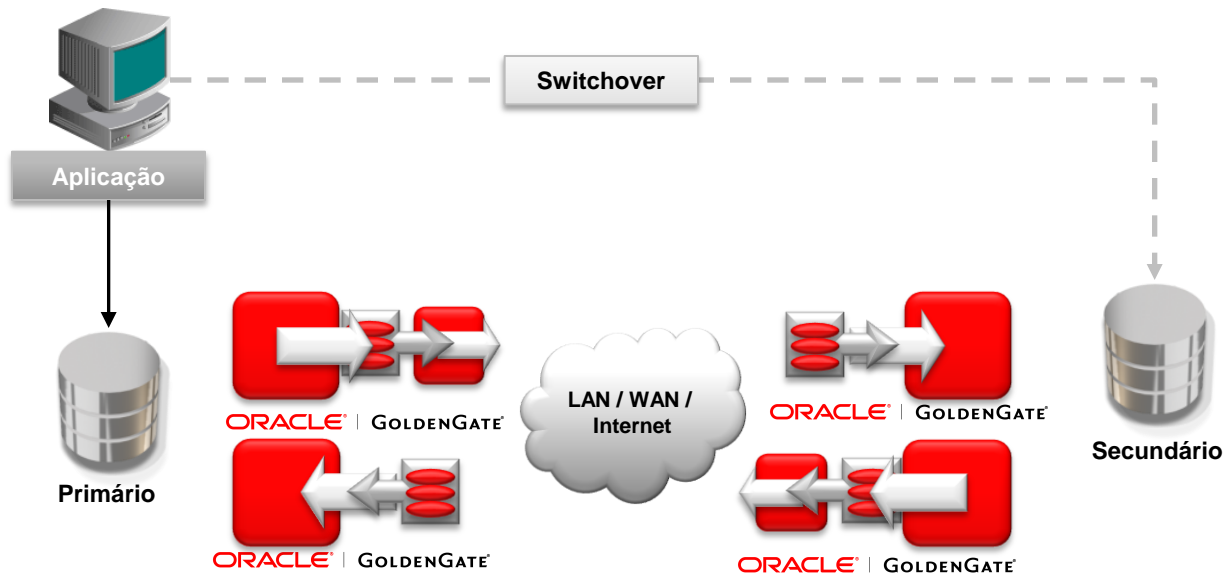 Switchover
Aplicação
Primário
ORACLE® | GOLDENGATE®
ORACLE® | GOLDENGATE®
LAN / WAN /
Internet
ORACLE® | GOLDENGATE®
ORACLE® | GOLDENGATE®
Secundário